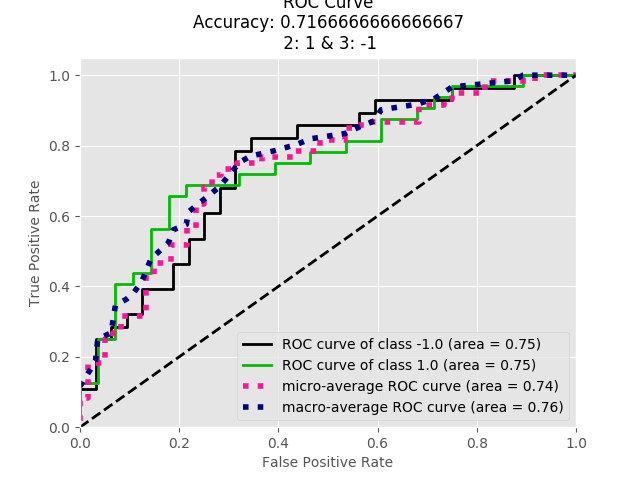 ROC Curve
Accuracy: 0.7166666666666667
2: 1 & 3: -1
1.0
0.8
0.6
0.4
0.2
0.0
True Positive Rate
ROC curve of class -1.0 (area = 0.75)
ROC curve of class 1.0 (area = 0.75)
micro-average ROC curve (area = 0.74)
macro-average ROC curve (area = 0.76)
0.0 0.2 0.4 0.6 0.8 1.0
False Positive Rate